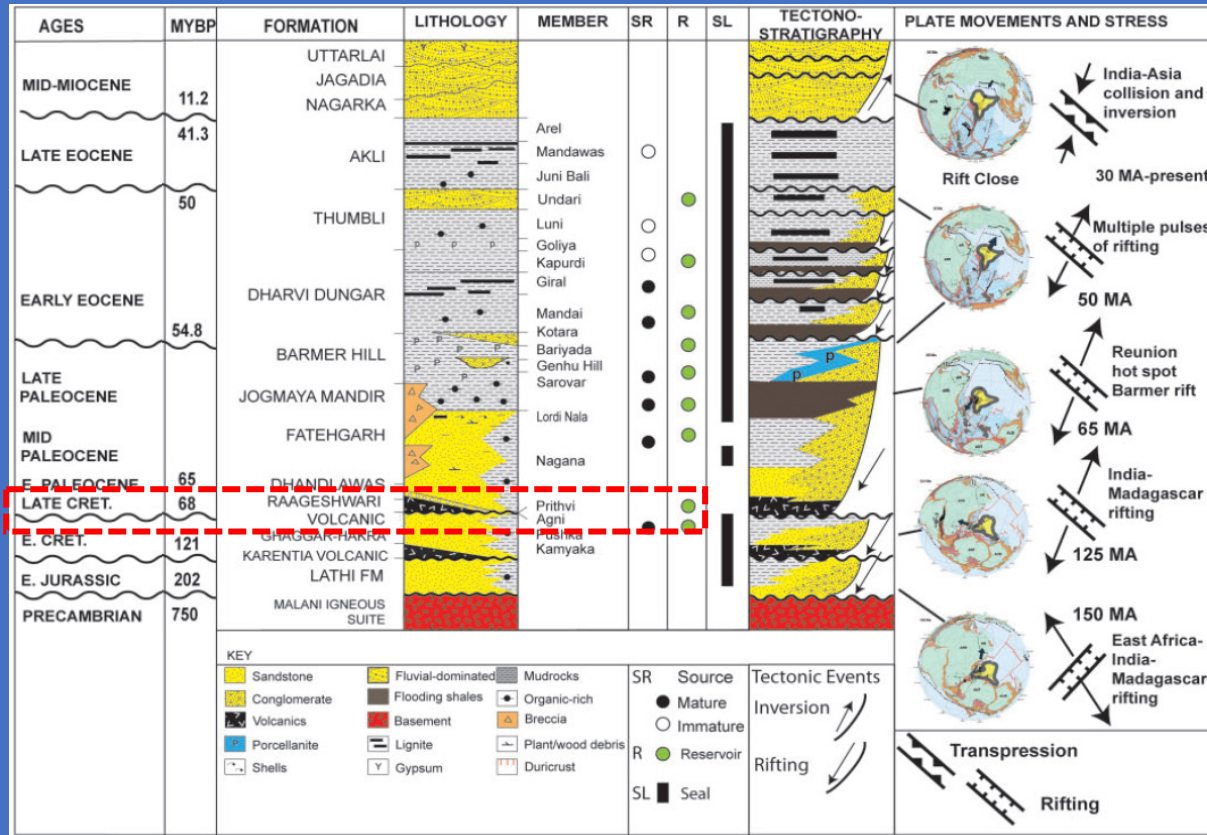 AGES
MYBP
FORMATION
LITHOLOGY
MEMBER
SR
R
SL
TECTONO-
STRATIGRAPHY
PLATE MOVEMENTS AND STRESS
MID-MIOCENE
11.2
41.3
LATE EOCENE
50
EARLY EOCENE
54.8
LATE
PALEOCENE
MID
PALEOCENE
E. PALEOCENE
65
LATE CRET.
68
E. CRET.
121
E. JURASSIC
202
PRECAMBRIAN
750
UTTARLAI
JAGADIA
NAGARKA
AKLI
THUMBLI
DHARVI DUNGAR
BARMER HILL
JOGMAYA MANDIR
FATEHGARH
DHANDLAWAS
RAAGESHWARI
VOLCANIC
GHAGGAR-HAKRA
KARENTIA VOLCANIC
LATHI FM
MALANI IGNEOUS
SUITE
Arel
Mandawas
Juni Bali
Undari
Luni
Goliya
Kapurdi
Giral
Mandai
Kotara
Bariyada
Genhu Hill
Sarovar
Lordi Nala
Nagana
Prithvi
Agni
Pushka
Kamyaka
India-Asia
collision and
inversion
Rift Close
30 MA-present
Multiple pulses
of rifting
50 MA
Reunion
hot spot
Barmer rift
65 MA
India-
Madagascar
rifting
125 MA
150 MA
East Africa-
India-
Madagascar
rifting
Transpression
Rifting
KEY
Sandstone
Fluvial-dominated
Mudrocks
Conglomerate
Flooding shales
Organic-rich
Volcanics
Basement
Breccia
P Porcellanite
Lignite
Plant/wood debris
Shells
Y Gypsum
Duricrust
SR Source
Mature
Immature
R Reservoir
SL Seal
Tectonic Events
Inversion
Rifting